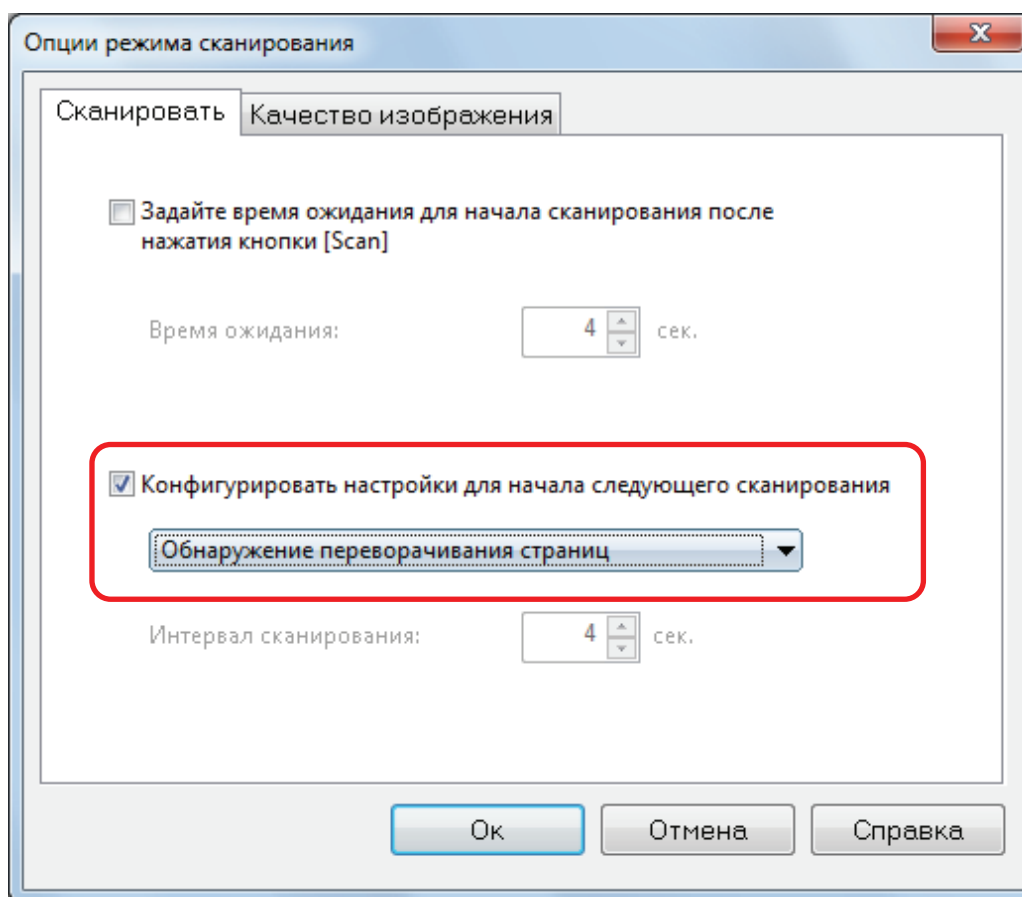 Опции режима сканирования
Сканировать
Качество изображения
Задайте время ожидания для начала сканирования после
нажатия кнопки [Scan]
Время ожидания:
4
сек.
Конфигурировать настройки для начала следующего сканирования
Обнаружение переворачивания страниц
Интервал сканирования:
4
сек.
Ок
Отмена
Справка